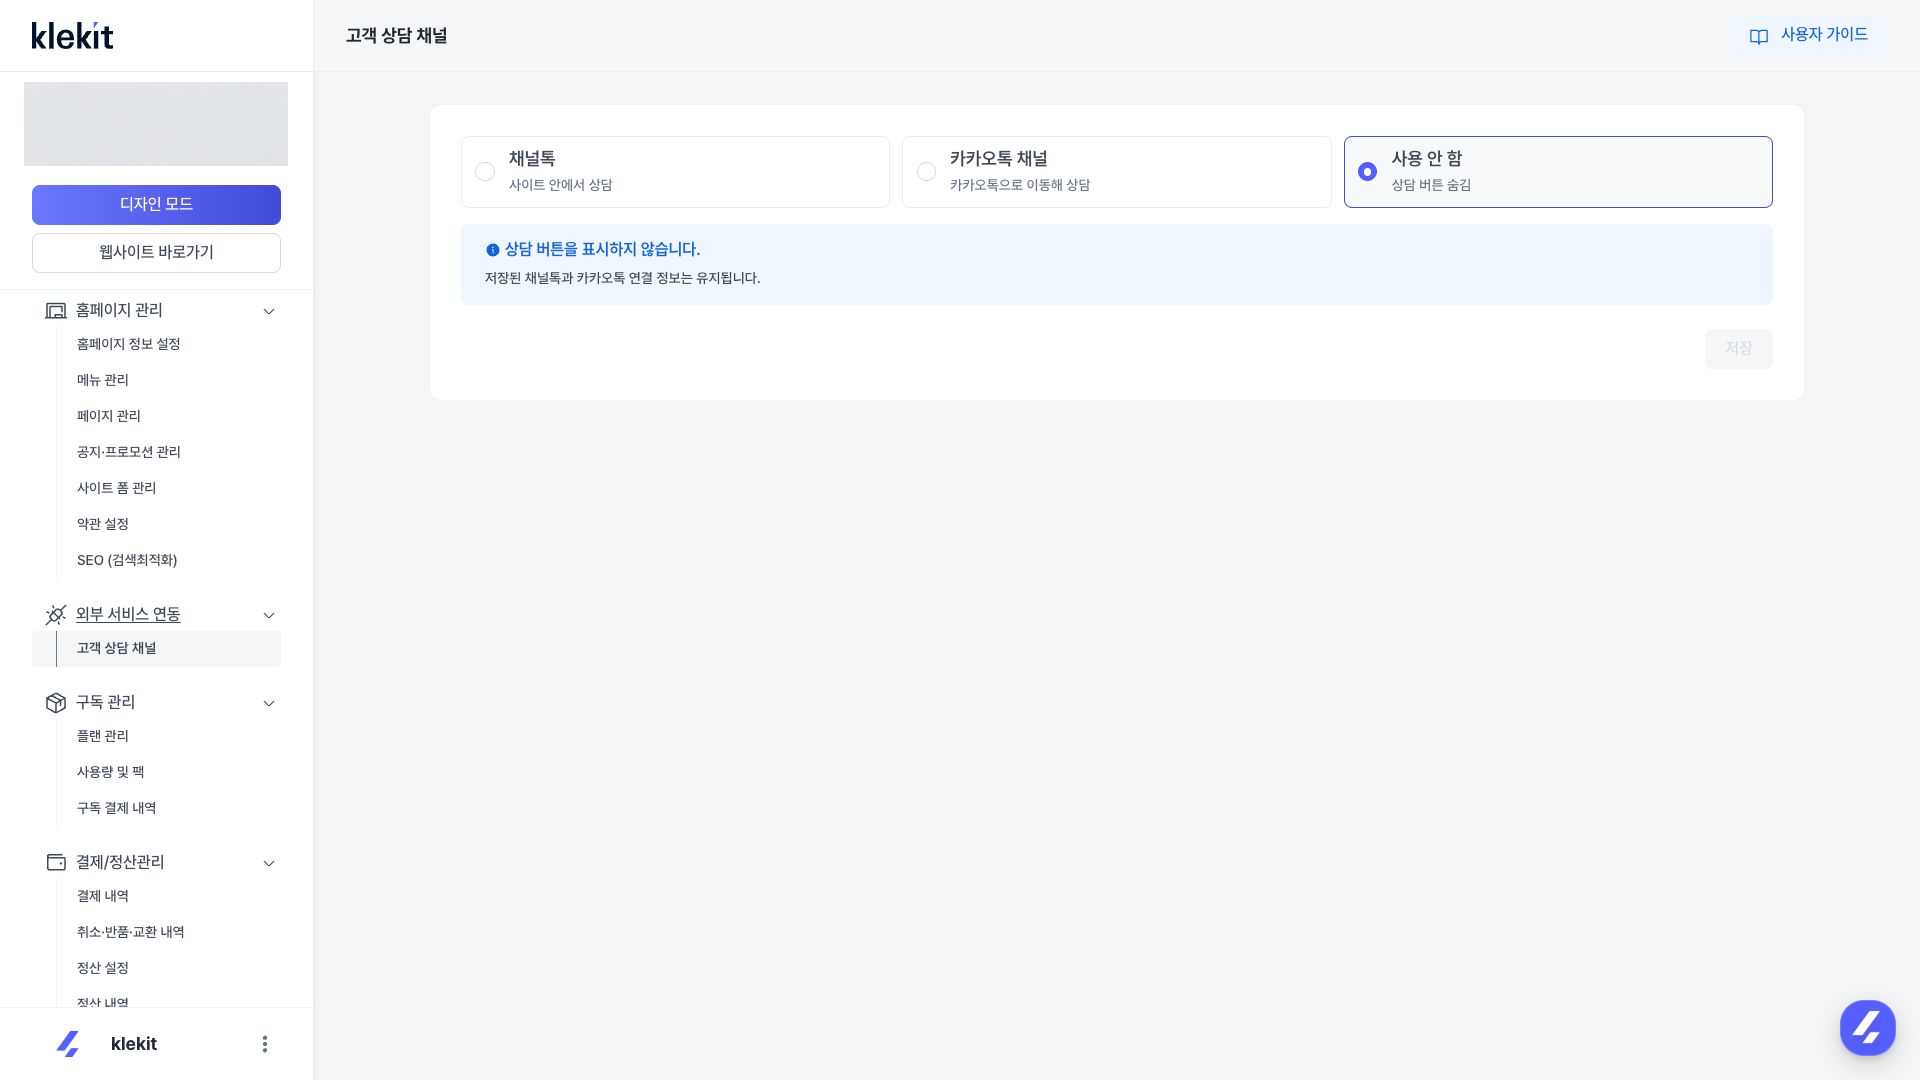 klekit
고객 상담 채널
사용자 가이드
디자인 모드
웹사이트 바로가기
홈페이지 관리
홈페이지 정보 설정
메뉴 관리
페이지 관리
공지·프로모션 관리
사이트 폼 관리
약관 설정
SEO (검색최적화)
외부 서비스 연동
고객 상담 채널
구독 관리
플랜 관리
사용량 및 팩
구독 결제 내역
결제/정산관리
결제 내역
취소·반품·교환 내역
정산 설정
정산 내역
klekit
채널톡
사이트 안에서 상담
카카오톡 채널
카카오톡으로 이동해 상담
사용 안 함
상담 버튼 숨김
상담 버튼을 표시하지 않습니다.
저장된 채널톡과 카카오톡 연결 정보는 유지됩니다.
저장